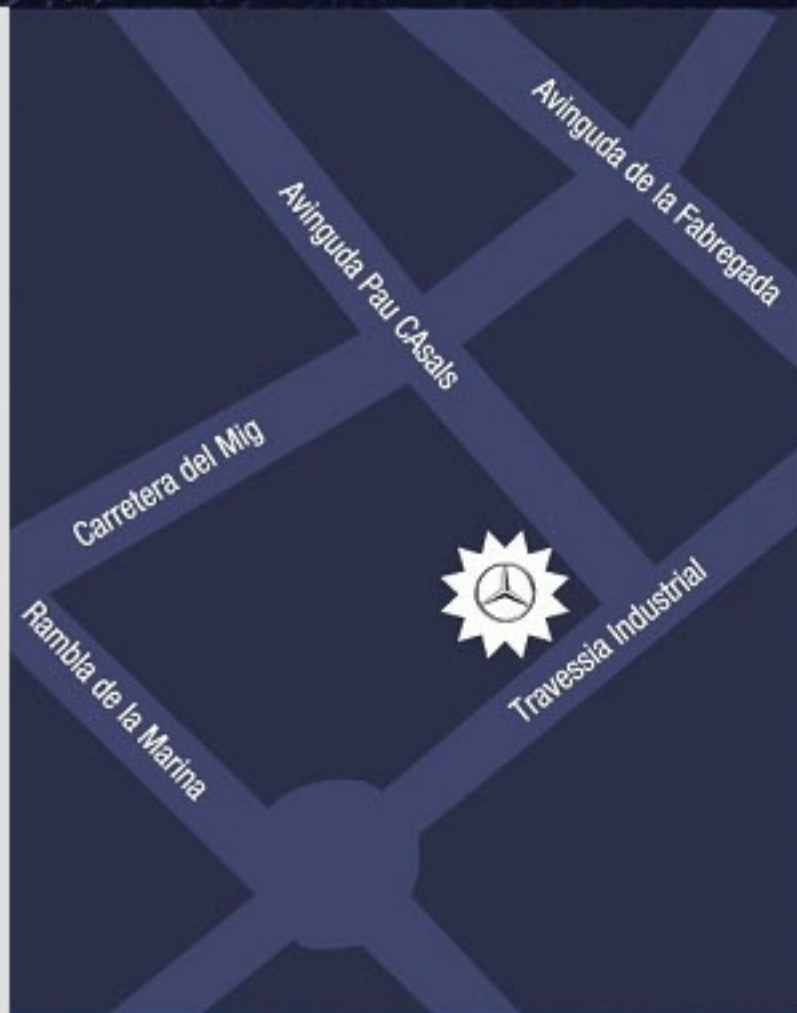 Avinguda de la Fabregada
Avinguda Pau CAsals
Carretera del Mig
Travessia Industrial
Rambla de la Marina